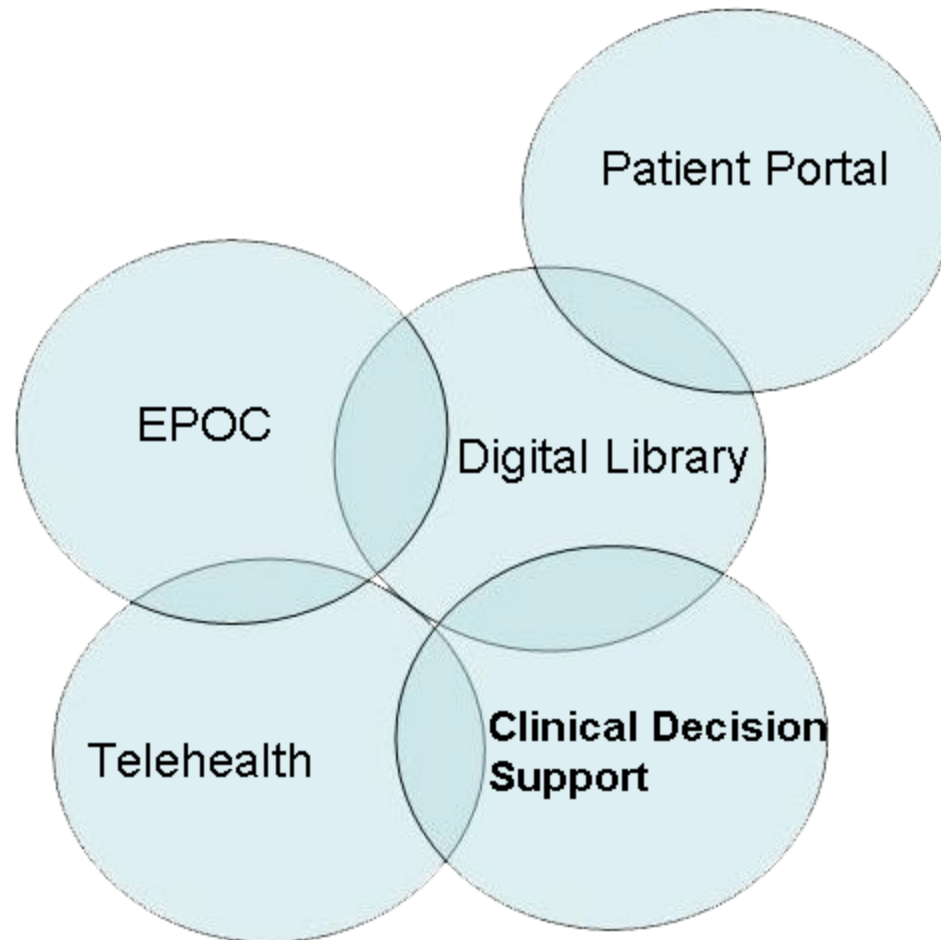 Patient Portal
EPOC
Digital Library
Telehealth
Clinical Decision
Support